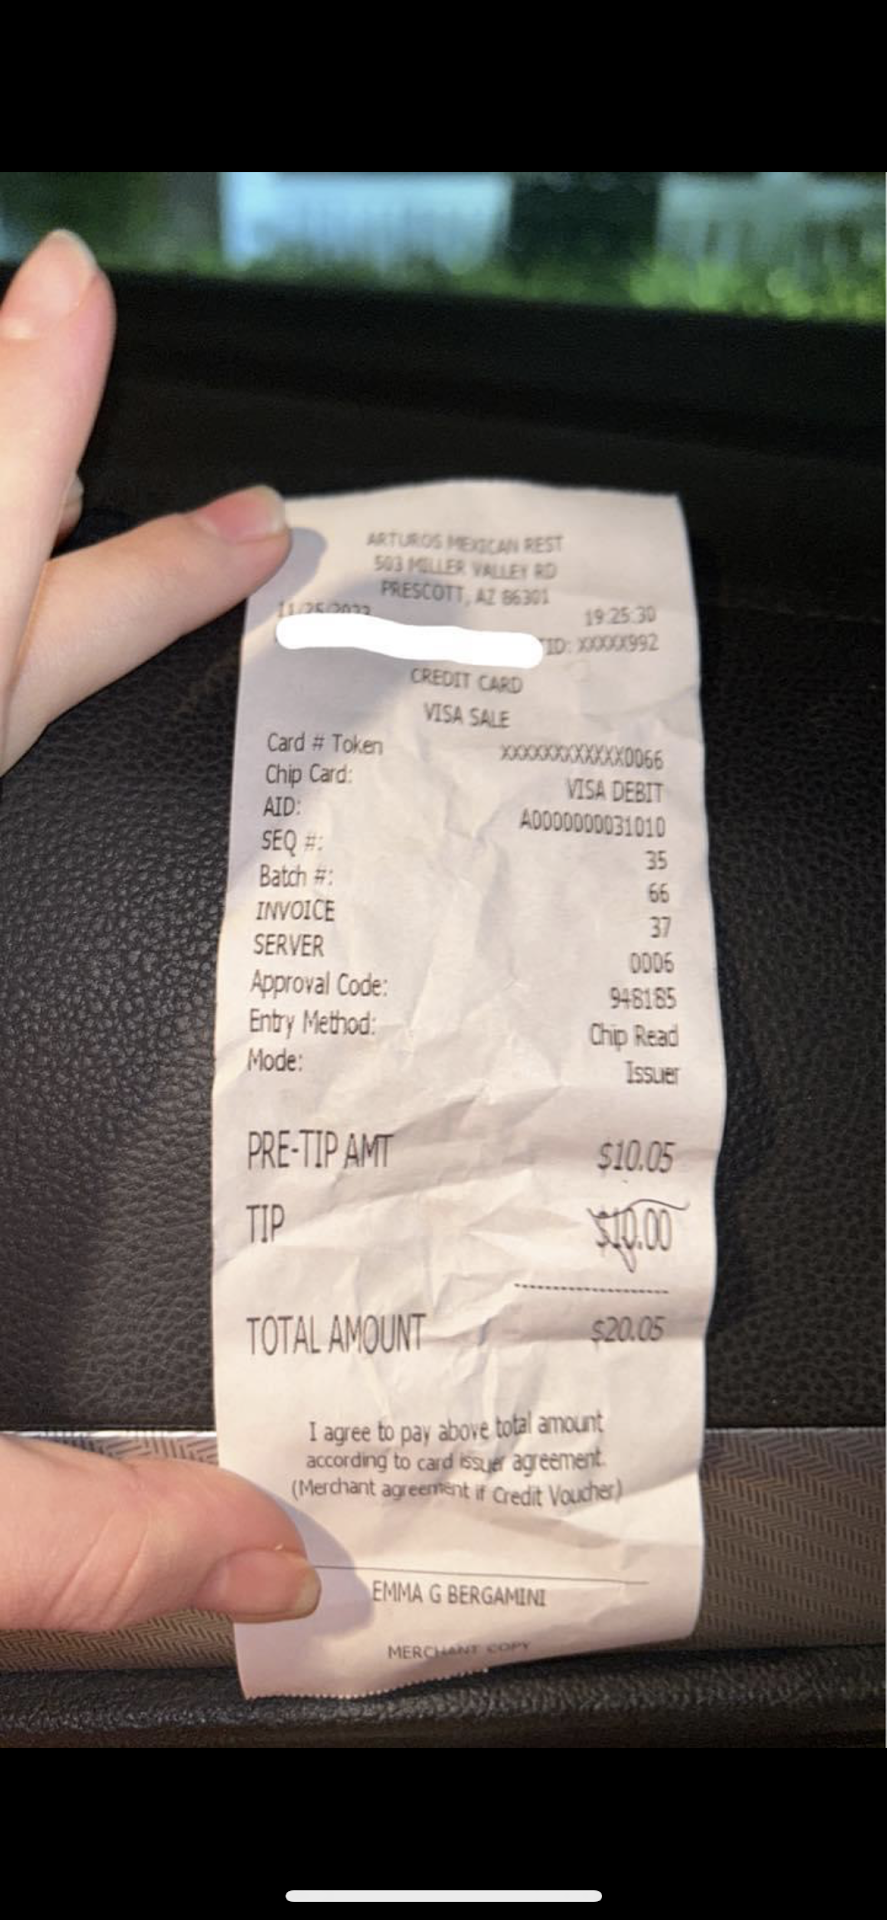 ARTUROS MEXICAN REST
503 MILLER VALLEY RD
PRESCOTT, AZ 86301
11/25/2023 19:25:30
TID: XXXXX992
CREDIT CARD
VISA SALE
Card # Token XXXXXXXXXXXX0066
Chip Card: VISA DEBIT
AID: A0000000031010
SEQ #: 35
Batch #: 66
INVOICE 37
SERVER 0006
Approval Code: 948185
Entry Method: Chip Read
Mode: Issuer
PRE-TIP AMT $10.05
TIP $10.00
TOTAL AMOUNT $20.05
I agree to pay above total amount
according to card issuer agreement.
(Merchant agreement if Credit Voucher)
EMMA G BERGAMINI
MERCHANT COPY